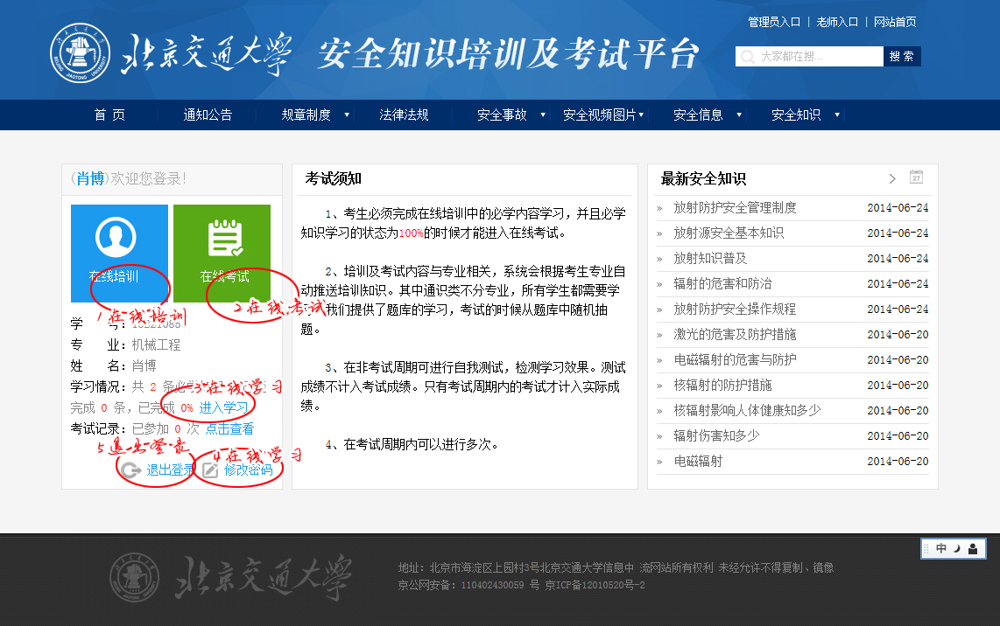 管理员入口 | 老师入口 | 网站首页
北京交通大学 安全知识培训及考试平台
大家都在搜... 搜 索
首 页 通知公告 规章制度 法律法规 安全事故 安全视频图片 安全信息 安全知识
(肖博)欢迎您登录!
在线培训 在线考试
1在线培训 2在线考试
学 号:
专 业:机械工程
姓 名:肖博
学习情况:共 2 条必
3在线学习
完成 0 条,已完成 0% 进入学习
考试记录:已参加 0 次 点击查看
5退出登录 4在线学习
退出登录 修改密码
考试须知
1、考生必须完成在线培训中的必学内容学习,并且必学
知识学习的状态为100%的时候才能进入在线考试。
2、培训及考试内容与专业相关,系统会根据考生专业自
动推送培训知识。其中通识类不分专业,所有学生都需要学
我们提供了题库的学习,考试的时候从题库中随机抽
题。
3、在非考试周期可进行自我测试,检测学习效果。测试
成绩不计入考试成绩。只有考试周期内的考试才计入实际成
绩。
4、在考试周期内可以进行多次。
最新安全知识 27
» 放射防护安全管理制度 2014-06-24
» 放射源安全基本知识 2014-06-24
» 放射知识普及 2014-06-24
» 辐射的危害和防治 2014-06-24
» 放射防护安全操作规程 2014-06-24
» 激光的危害及防护措施 2014-06-20
» 电磁辐射的危害与防护 2014-06-20
» 核辐射的防护措施 2014-06-20
» 核辐射影响人体健康知多少 2014-06-20
» 辐射伤害知多少 2014-06-20
» 电磁辐射 2014-06-20
中
北京交通大学
地址:北京市海淀区上园村3号北京交通大学信息中 流网站所有权利 未经允许不得复制、镜像
京公网安备:110402430059 号 京ICP备12010520号-2